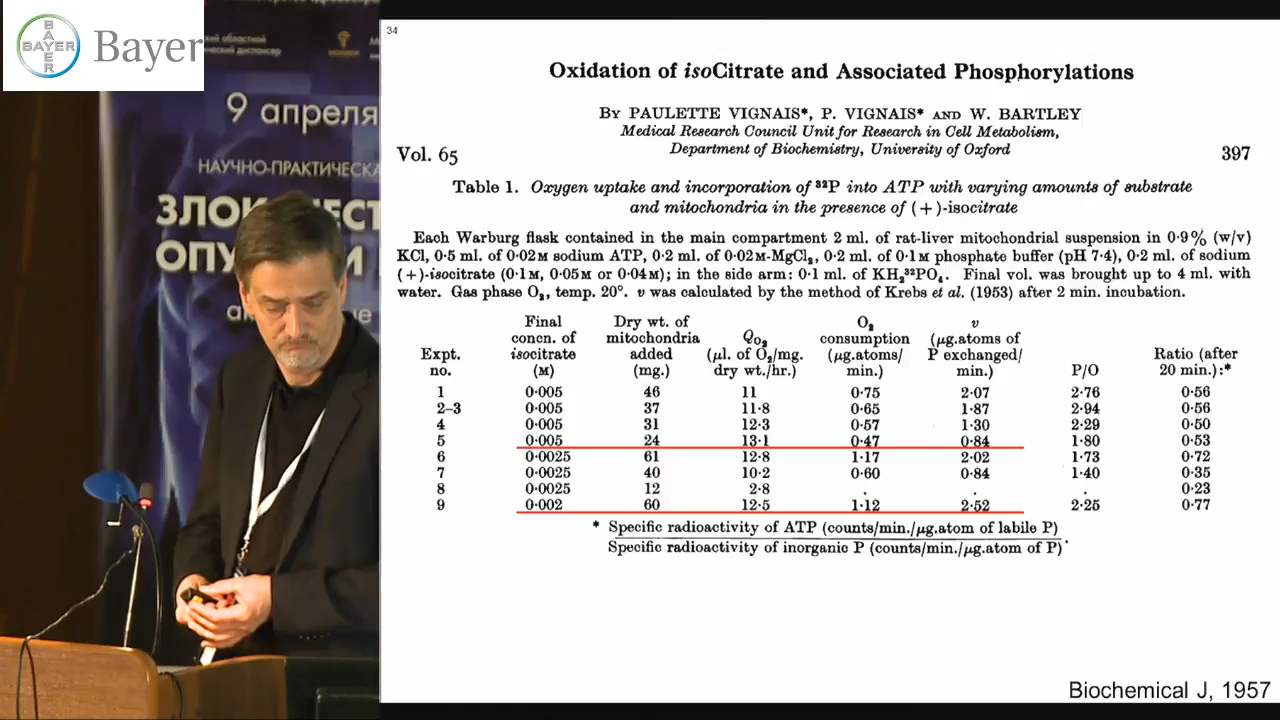 BAYER
BAYER
Bayer
9 апреля
НАУЧНО-ПРАКТИЧЕСКА
34
Oxidation of isoCitrate and Associated Phosphorylations
By PAULETTE VIGNAIS*, P. VIGNAIS* AND W. BARTLEY
Medical Research Council Unit for Research in Cell Metabolism,
Department of Biochemistry, University of Oxford
Vol. 65
397
Table 1. Oxygen uptake and incorporation of ³²P into ATP with varying amounts of substrate
and mitochondria in the presence of (+)-isocitrate
Each Warburg flask contained in the main compartment 2 ml. of rat-liver mitochondrial suspension in 0·9% (w/v)
KCl, 0·5 ml. of 0·02M sodium ATP, 0·2 ml. of 0·02M-MgCl₂, 0·2 ml. of 0·1M phosphate buffer (pH 7·4), 0·2 ml. of sodium
(+)-isocitrate (0·1M, 0·05M or 0·04M); in the side arm: 0·1 ml. of KH₂³²PO₄. Final vol. was brought up to 4 ml. with
water. Gas phase O₂, temp. 20°. v was calculated by the method of Krebs et al. (1953) after 2 min. incubation.
Expt. no. Final concn. of isocitrate (M) Dry wt. of mitochondria added (mg.) Q_O₂ (μl. of O₂/mg. dry wt./hr.) O₂ consumption (μg.atoms/min.) v (μg.atoms of P exchanged/min.) P/O Ratio (after 20 min.):*
1 0·005 46 11 0·75 2·07 2·76 0·56
2–3 0·005 37 11·8 0·65 1·87 2·94 0·56
4 0·005 31 12·3 0·57 1·30 2·29 0·50
5 0·005 24 13·1 0·47 0·84 1·80 0·53
6 0·0025 61 12·8 1·17 2·02 1·73 0·72
7 0·0025 40 10·2 0·60 0·84 1·40 0·35
8 0·0025 12 2·8 . . . 0·23
9 0·002 60 12·5 1·12 2·52 2·25 0·77
* Specific radioactivity of ATP (counts/min./μg.atom of labile P)
Specific radioactivity of inorganic P (counts/min./μg.atom of P).
Biochemical J, 1957